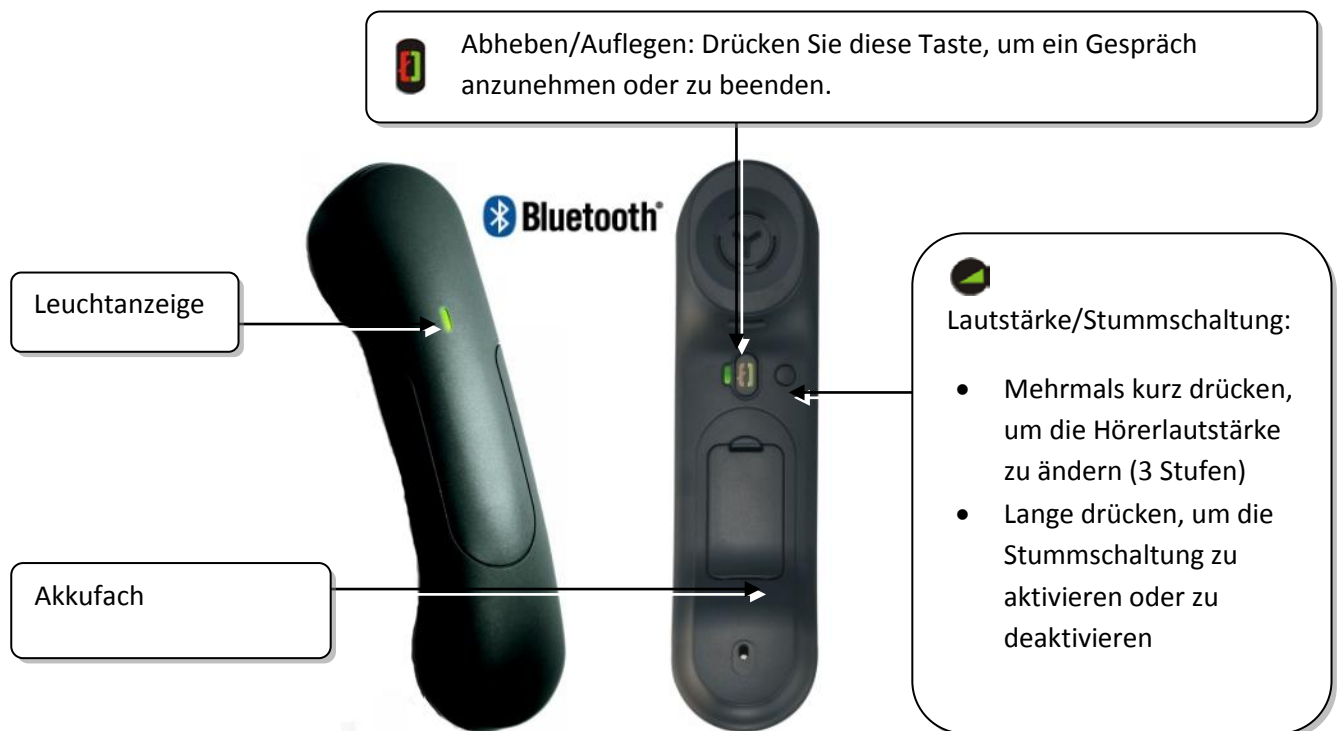 Abheben/Auflegen: Drücken Sie diese Taste, um ein Gespräch
anzunehmen oder zu beenden.
Bluetooth®
Leuchtanzeige
Lautstärke/Stummschaltung:
• Mehrmals kurz drücken,
um die Hörerlautstärke
zu ändern (3 Stufen)
• Lange drücken, um die
Stummschaltung zu
aktivieren oder zu
deaktivieren
Akkufach